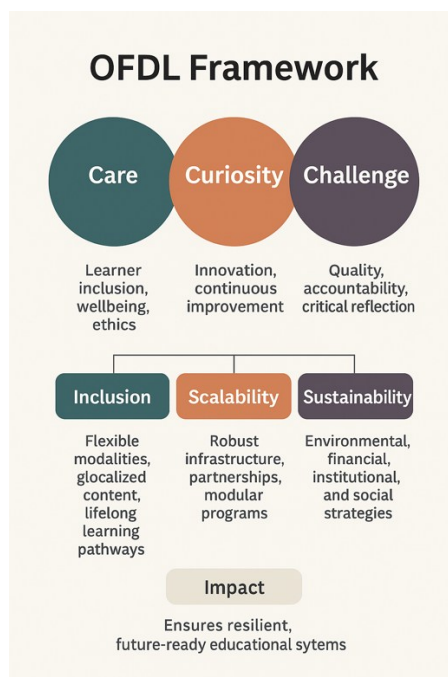 OFDL Framework
Care
Curiosity
Challenge
Learner
inclusion,
wellbeing,
ethics
Innovation,
continuous
improvement
Quality,
accountability,
critical reflection
Inclusion
Scalability
Sustainability
Flexible
modalities,
glocalized
content,
lifelong
learning
pathways
Robust
infrastructure,
partnerships,
modular
programs
Environmental,
financial,
institutional,
and social
strategies
Impact
Ensures resilient,
future-ready educational sytems